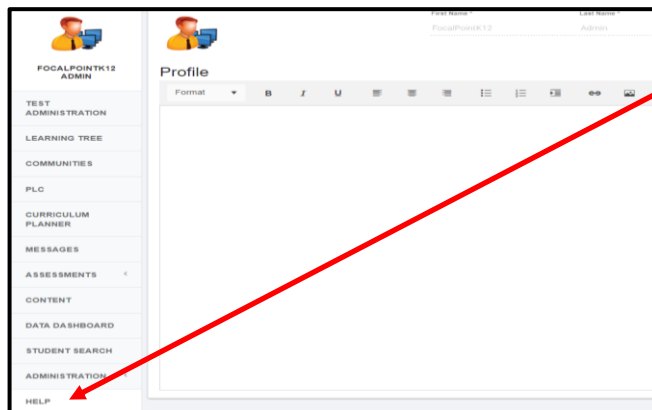 First Name * Last Name *
FocalPointK12 Admin
FOCALPOINTK12
ADMIN
Profile
Format B I U
TEST
ADMINISTRATION
LEARNING TREE
COMMUNITIES
PLC
CURRICULUM
PLANNER
MESSAGES
ASSESSMENTS <
CONTENT
DATA DASHBOARD
STUDENT SEARCH
ADMINISTRATION
HELP